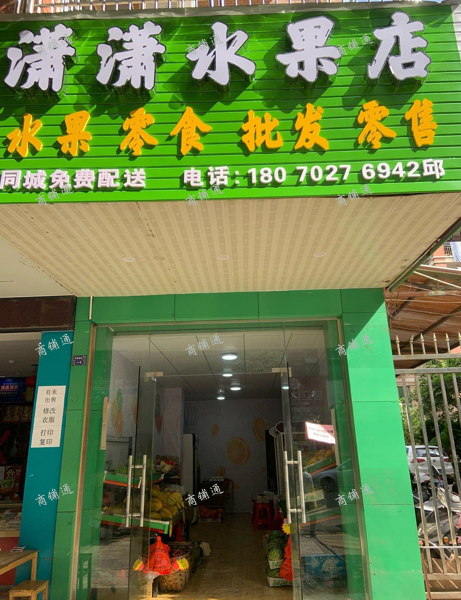 潇潇水果店
水果 零食 批发 零售
同城免费配送 电话:180 7027 6942邱
商铺通
有底
出售
修改
衣服
打印
复印